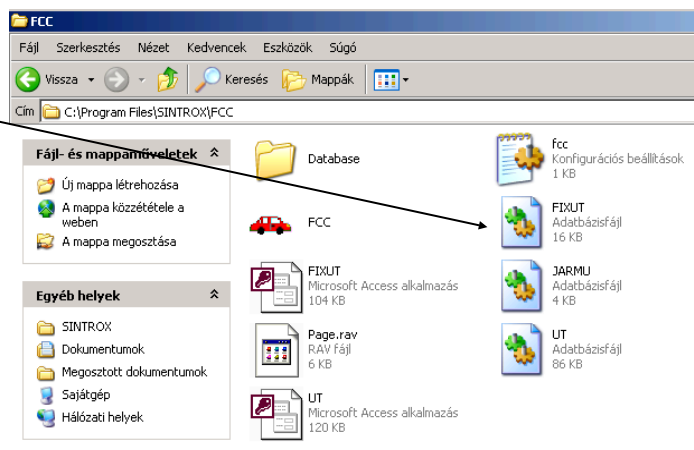 FCC
Fájl Szerkesztés Nézet Kedvencek Eszközök Súgó
Vissza Keresés Mappák
Cím C:\Program Files\SINTROX\FCC
Fájl- és mappaműveletek
Új mappa létrehozása
A mappa közzététele a
weben
A mappa megosztása
Egyéb helyek
SINTROX
Dokumentumok
Megosztott dokumentumok
Sajátgép
Hálózati helyek
Database
fcc
Konfigurációs beállítások
1 KB
FCC
FIXUT
Adatbázisfájl
16 KB
FIXUT
Microsoft Access alkalmazás
104 KB
JARMU
Adatbázisfájl
4 KB
Page.rav
RAV fájl
6 KB
UT
Adatbázisfájl
86 KB
UT
Microsoft Access alkalmazás
120 KB